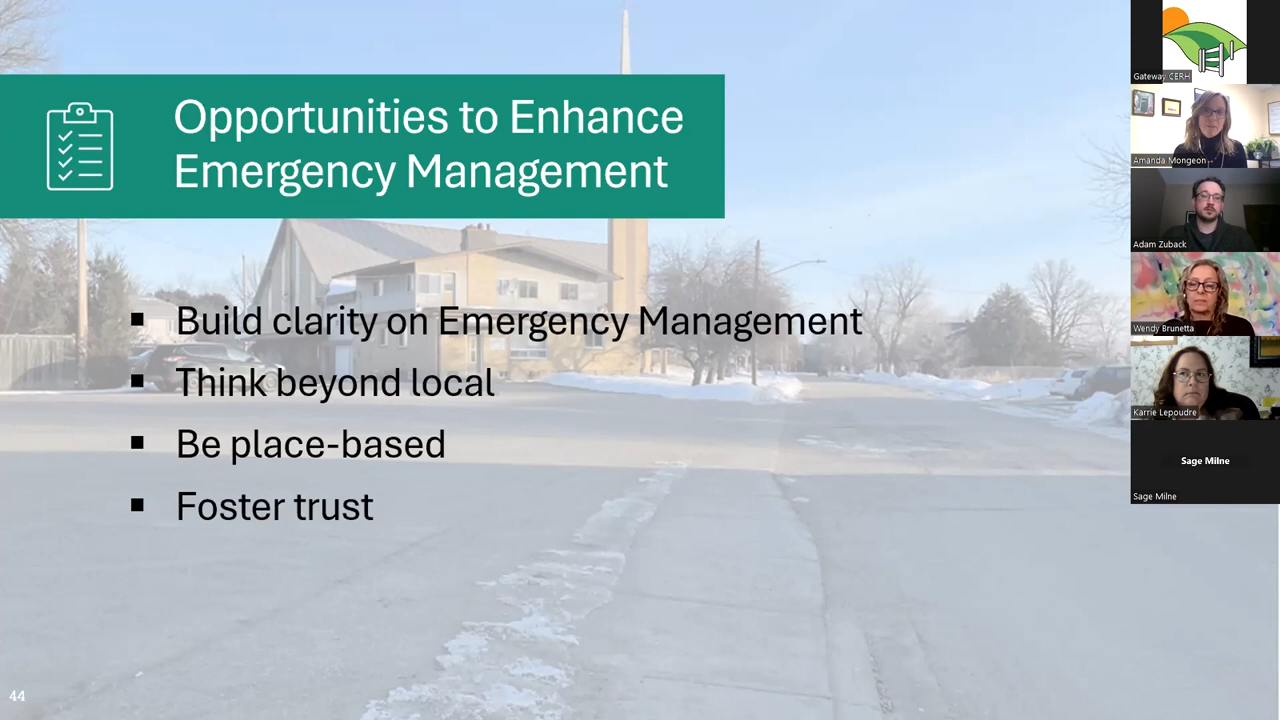 Opportunities to Enhance
Emergency Management
▪ Build clarity on Emergency Management
▪ Think beyond local
▪ Be place-based
▪ Foster trust
44
Gateway CERH
Amanda Mongeon
Adam Zuback
Wendy Brunetta
Karrie Lepoudre
Sage Milne
Sage Milne